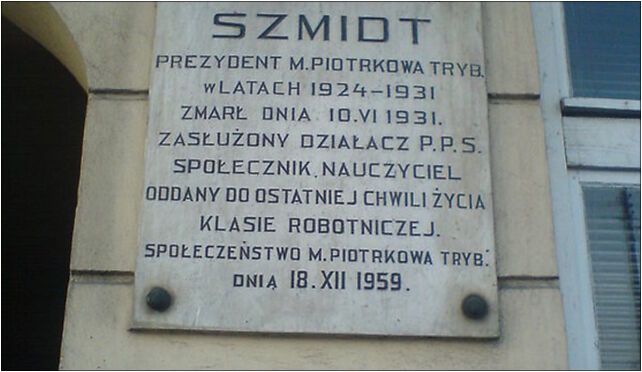 SZMIDT
PREZYDENT M. PIOTRKOWA TRYB.
W LATACH 1924-1931
ZMARŁ DNIA 10.VI 1931.
ZASŁUŻONY DZIAŁACZ P.P.S.
SPOŁECZNIK, NAUCZYCIEL
ODDANY DO OSTATNIEJ CHWILI ŻYCIA
KLASIE ROBOTNICZEJ.
SPOŁECZEŃSTWO M. PIOTRKOWA TRYB.
DNIA 18. XII 1959.